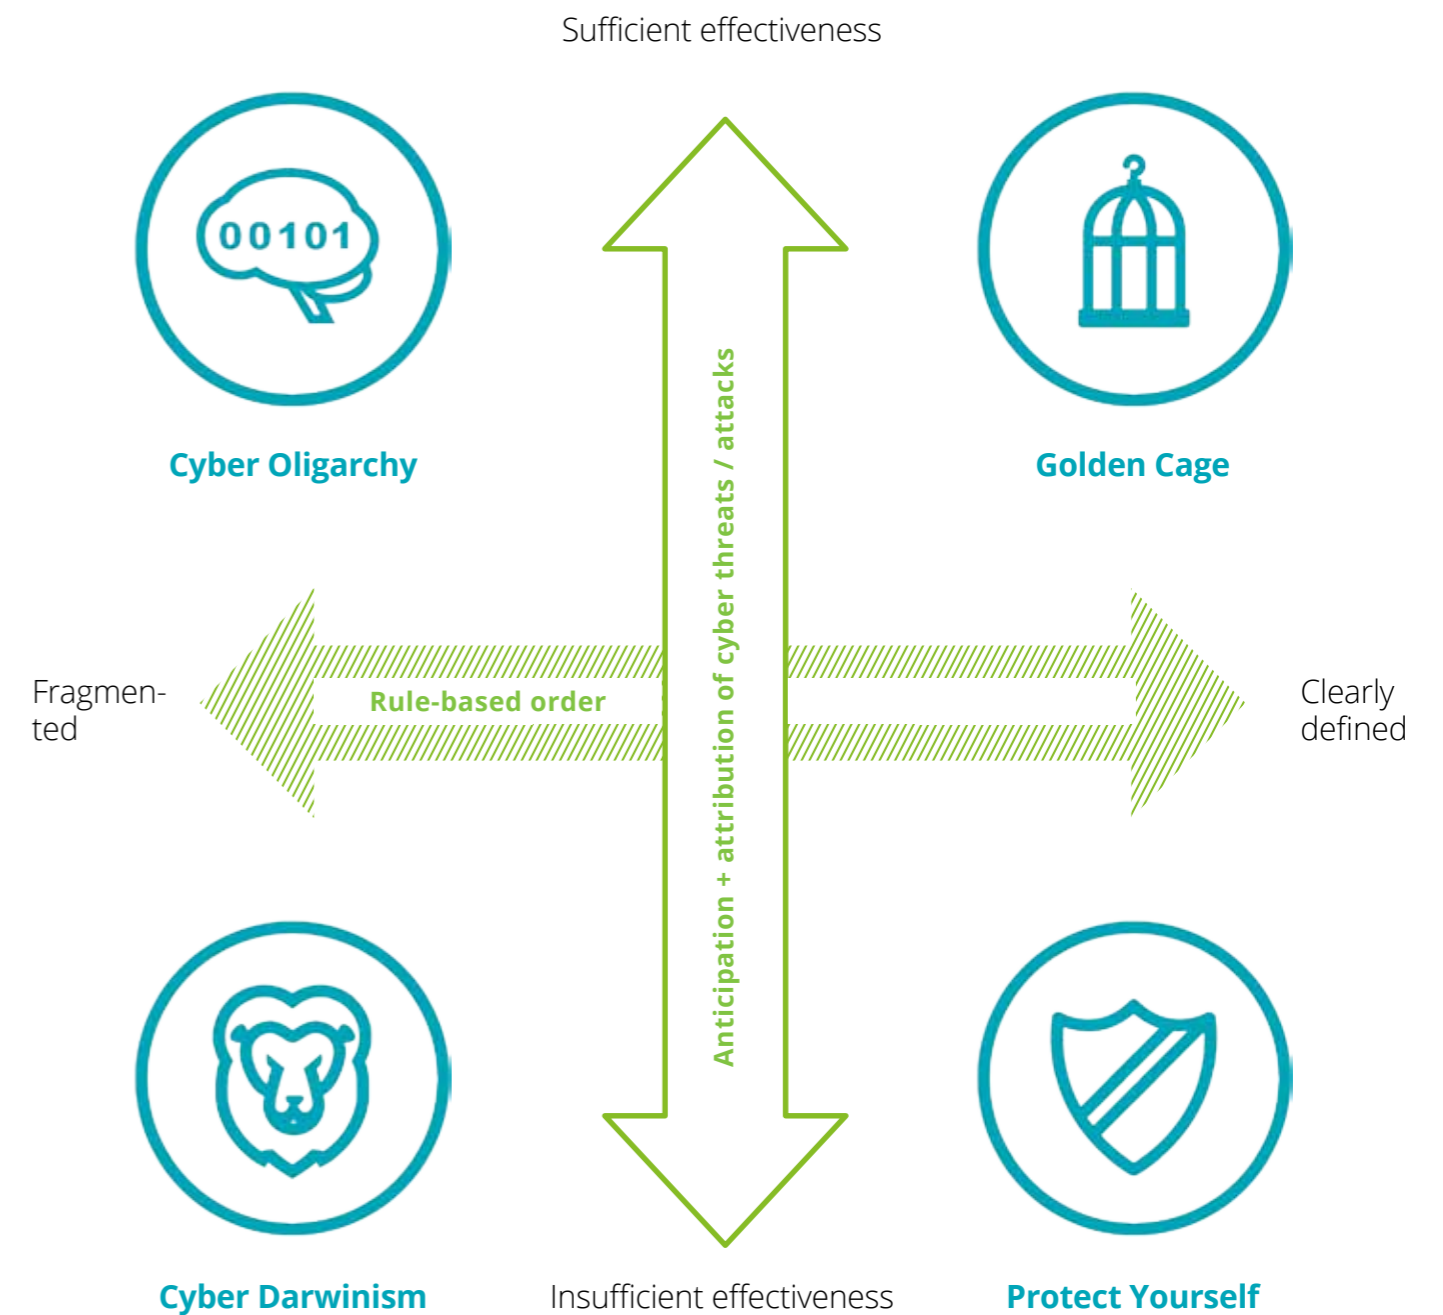 Sufficient effectiveness
00101
Cyber Oligarchy
Golden Cage
Anticipation + attribution of cyber threats / attacks
Fragmen-
ted
Rule-based order
Clearly
defined
Cyber Darwinism
Insufficient effectiveness
Protect Yourself